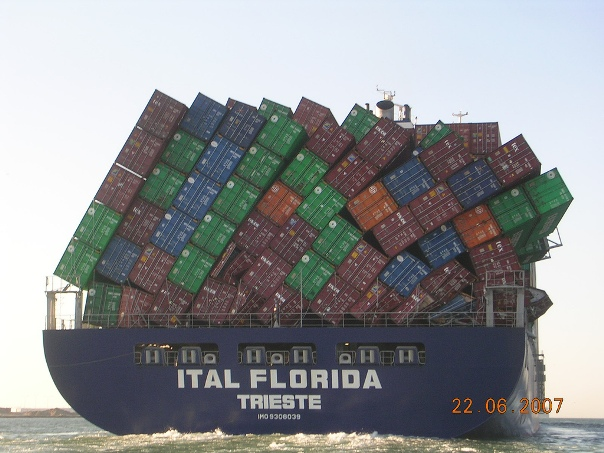 ITAL FLORIDA
TRIESTE
IMO 9308039
22.06.2007